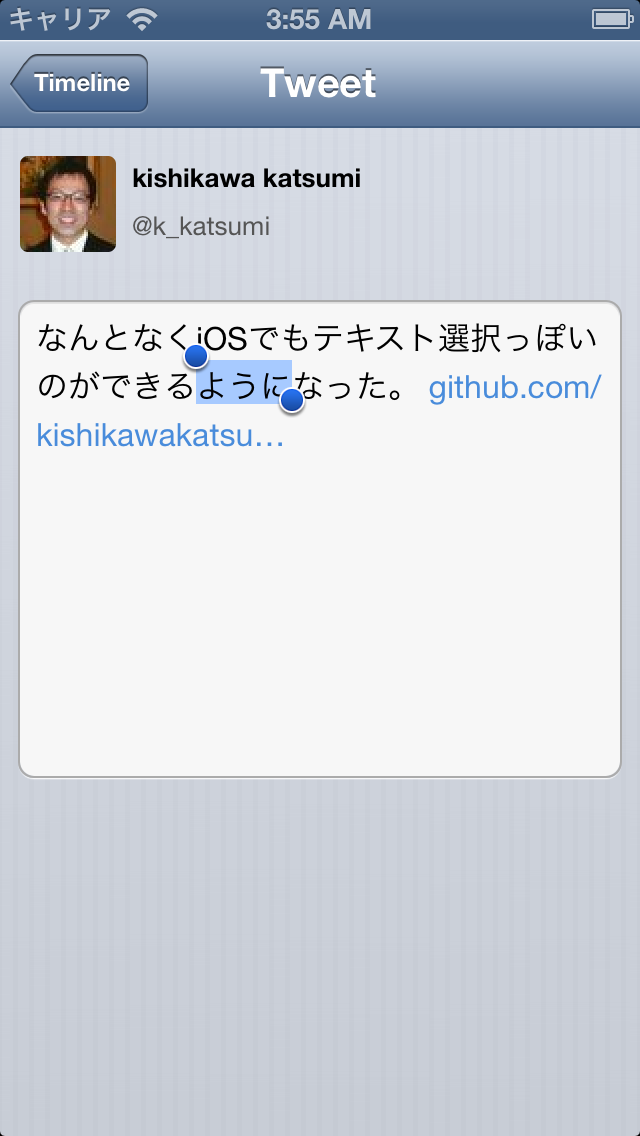 キャリア 3:55 AM
Timeline Tweet
kishikawa katsumi
@k_katsumi
なんとなくiOSでもテキスト選択っぽい
のができるようになった。 github.com/
kishikawakatsu…